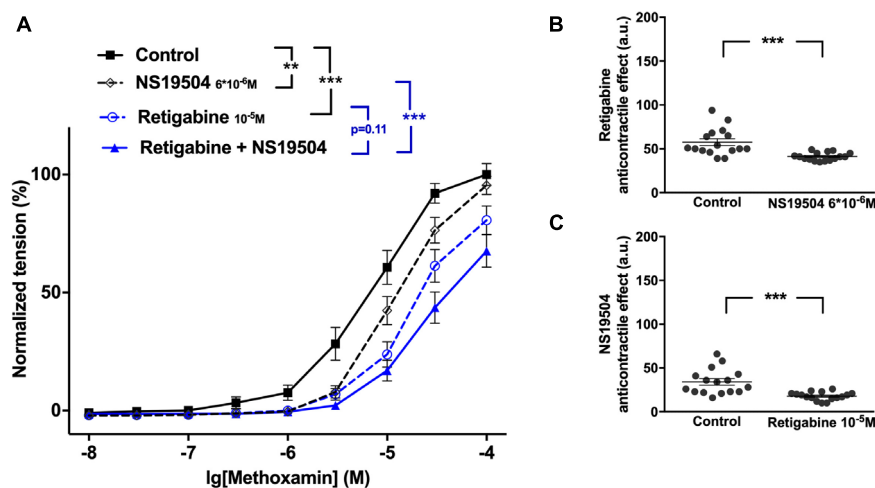 A
Control
NS19504 6*10⁻⁶M
Retigabine 10⁻⁵M
Retigabine + NS19504
**
***
p=0.11
***
Normalized tension (%)
100
50
0
-8
-7
-6
-5
-4
lg[Methoxamin] (M)
B
Retigabine
anticontractile effect (a.u.)
200
150
100
50
0
***
Control
NS19504 6*10⁻⁶M
C
NS19504
anticontractile effect (a.u.)
200
150
100
50
0
***
Control
Retigabine 10⁻⁵M